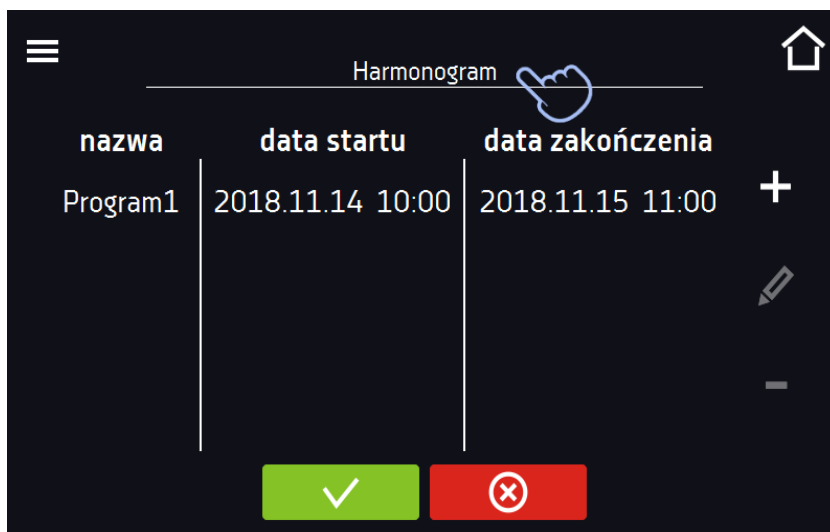 Harmonogram
nazwa data startu data zakończenia
Program1 2018.11.14 10:00 2018.11.15 11:00